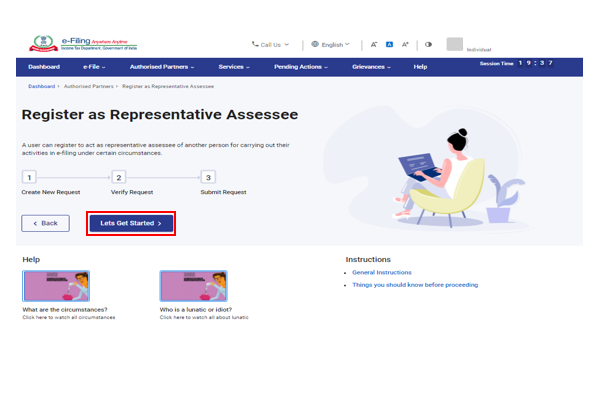 e-Filing Anywhere Anytime
Income Tax Department, Government of India
Call Us
English
A-
A
A+
Individual
Dashboard
e-File
Authorised Partners
Services
Pending Actions
Grievances
Help
Session Time 1 9 : 3 7
Dashboard > Authorised Partners > Register as Representative Assessee
Register as Representative Assessee
A user can register to act as representative assessee of another person for carrying out their
activities in e-filing under certain circumstances.
1
2
3
Create New Request
Verify Request
Submit Request
< Back
Lets Get Started >
Help
Instructions
General Instructions
Things you should know before proceeding
What are the circumstances?
Click here to watch all circumstances
Who is a lunatic or idiot?
Click here to watch all about lunatic